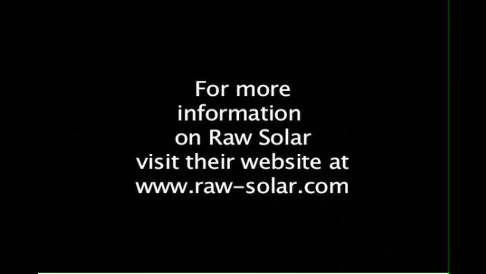 For more
information
on Raw Solar
visit their website at
www.raw-solar.com